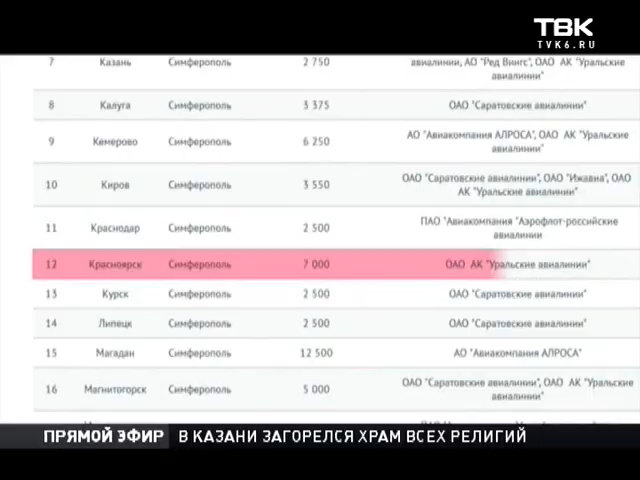 ТВК
TVK6.RU
7 Казань Симферополь 2 750 авиалинии, АО "Ред Вингс", ОАО АК "Уральские
авиалинии"
8 Калуга Симферополь 3 375 ОАО "Саратовские авиалинии"
9 Кемерово Симферополь 6 250 АО "Авиакомпания АЛРОСА", ОАО АК "Уральские
авиалинии"
10 Киров Симферополь 3 550 ОАО "Саратовские авиалинии", ОАО "Ижавиа", ОАО
АК "Уральские авиалинии"
11 Краснодар Симферополь 2 500 ПАО "Авиакомпания "Аэрофлот-российские
авиалинии
12 Красноярск Симферополь 7 000 ОАО АК "Уральские авиалинии"
13 Курск Симферополь 2 500 ОАО "Саратовские авиалинии"
14 Липецк Симферополь 2 500 ОАО "Саратовские авиалинии"
15 Магадан Симферополь 12 500 АО "Авиакомпания АЛРОСА"
16 Магнитогорск Симферополь 5 000 ОАО "Саратовские авиалинии", ОАО АК "Уральские
авиалинии"
ПРЯМОЙ ЭФИР В КАЗАНИ ЗАГОРЕЛСЯ ХРАМ ВСЕХ РЕЛИГИЙ